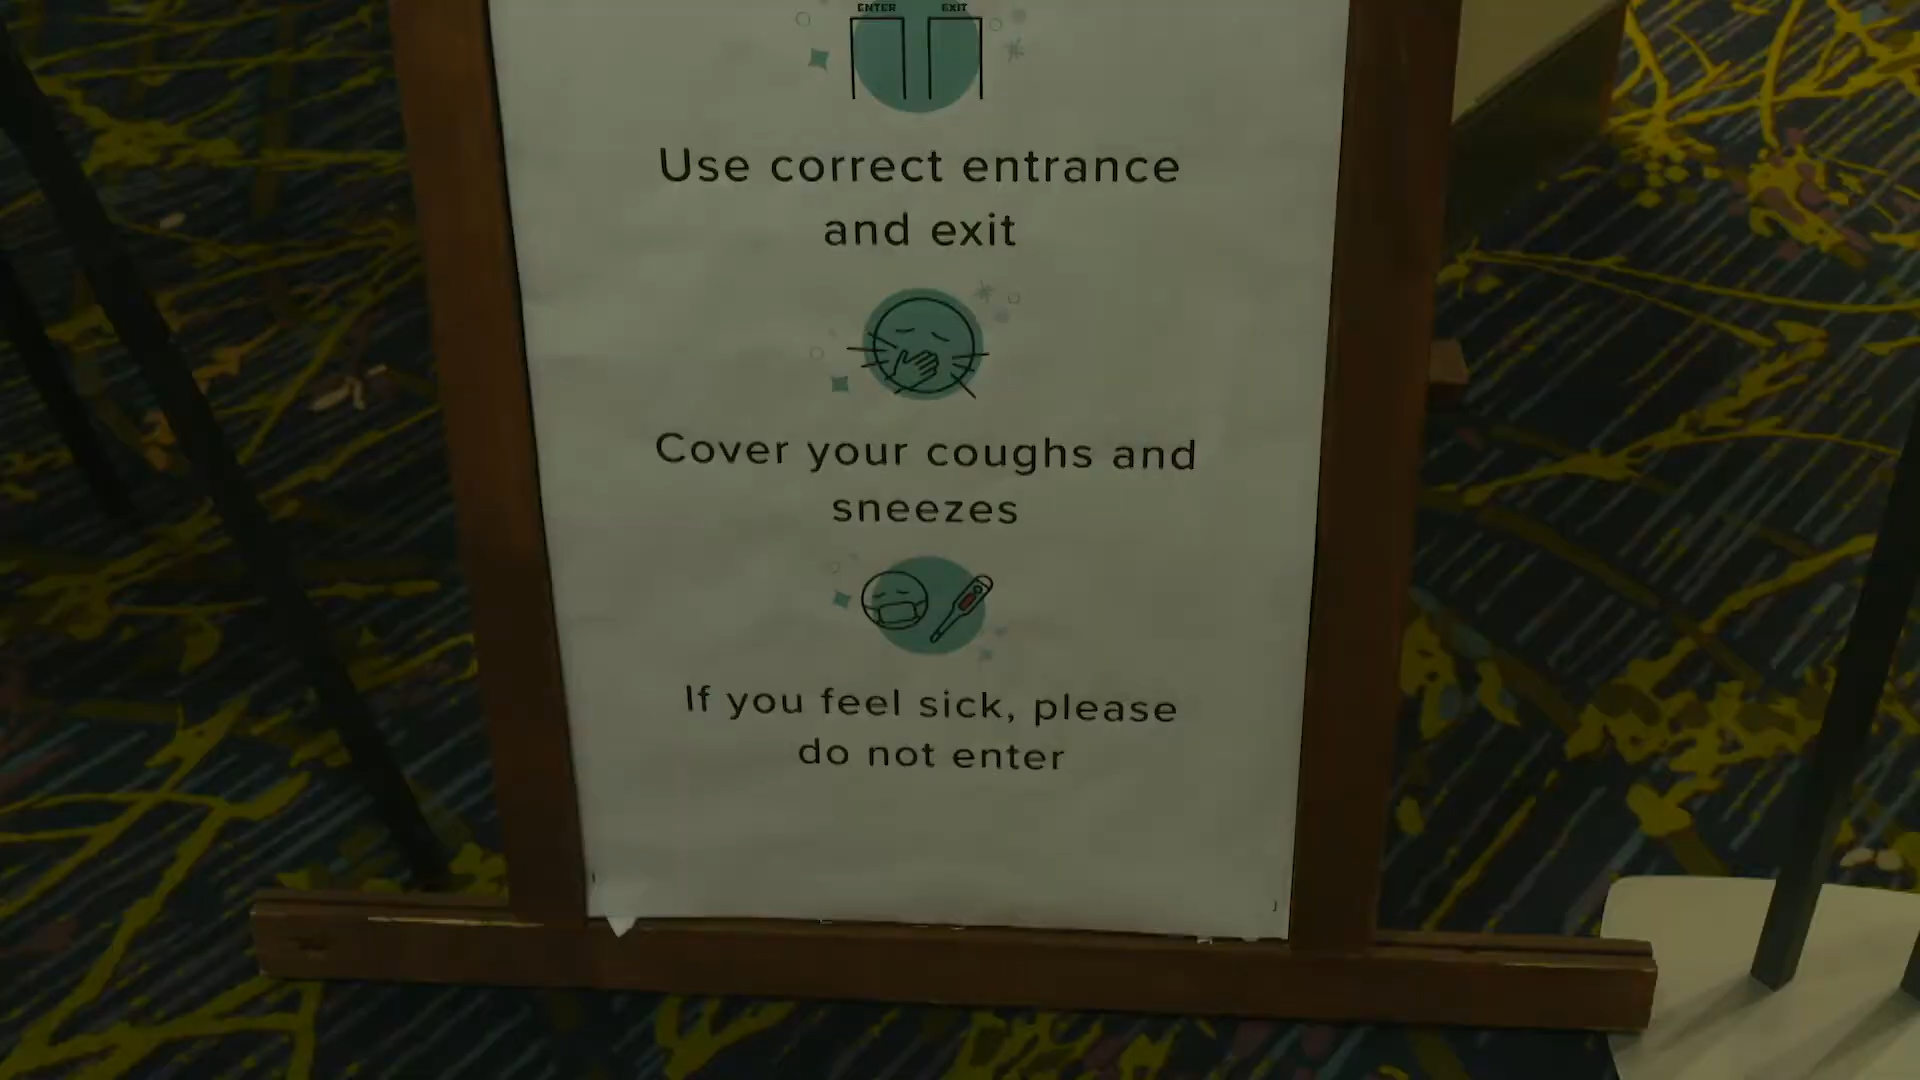 ENTER EXIT
Use correct entrance
and exit
Cover your coughs and
sneezes
If you feel sick, please
do not enter